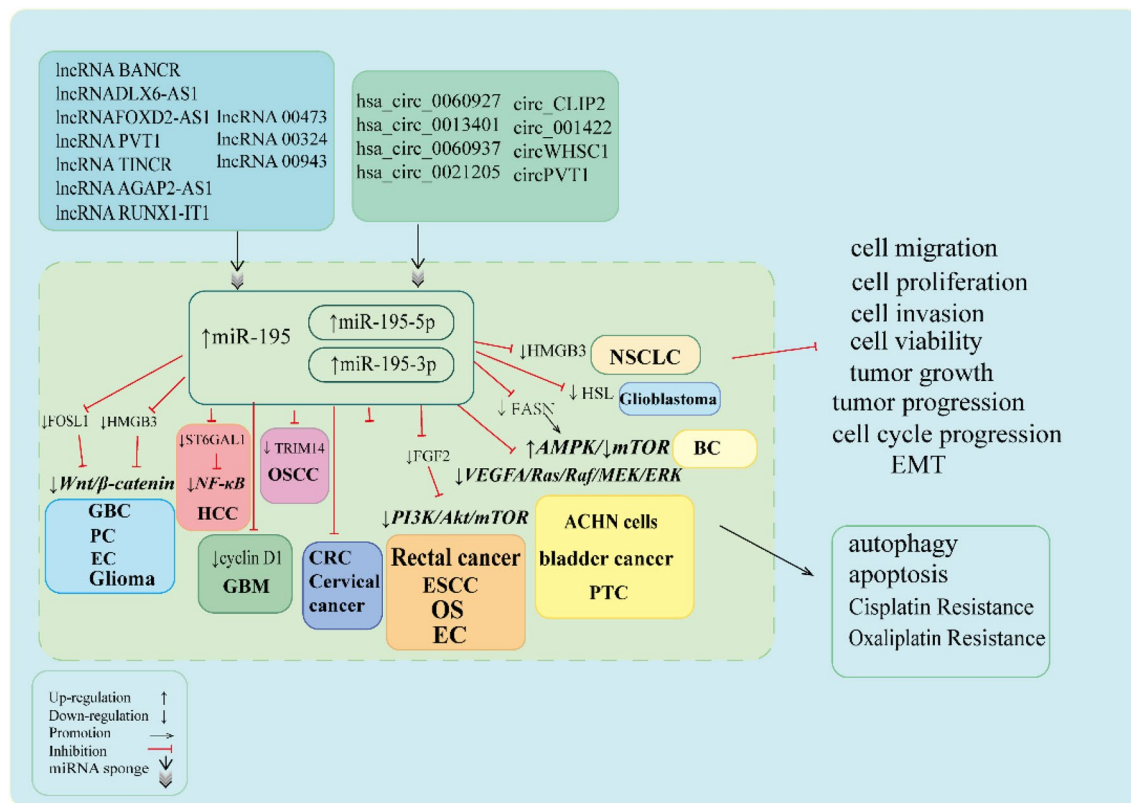 lncRNA BANCR
lncRNADLX6-AS1
lncRNAFOXD2-AS1
lncRNA PVT1
lncRNA TINCR
lncRNA AGAP2-AS1
lncRNA RUNX1-IT1
lncRNA 00473
lncRNA 00324
lncRNA 00943
hsa_circ_0060927
hsa_circ_0013401
hsa_circ_0060937
hsa_circ_0021205
circ_CLIP2
circ_001422
circWHSC1
circPVT1
↑miR-195
↑miR-195-5p
↑miR-195-3p
↓HMGB3
NSCLC
↓HSL
Glioblastoma
↓FASN
↑AMPK/↓mTOR
BC
↓VEGFA/Ras/Raf/MEK/ERK
ACHN cells
bladder cancer
PTC
↓FOSL1
↓HMGB3
↓Wnt/β-catenin
GBC
PC
EC
Glioma
↓ST6GAL1
↓NF-κB
HCC
↓cyclin D1
GBM
↓TRIM14
OSCC
CRC
Cervical
cancer
↓FGF2
↓PI3K/Akt/mTOR
Rectal cancer
ESCC
OS
EC
cell migration
cell proliferation
cell invasion
cell viability
tumor growth
tumor progression
cell cycle progression
EMT
autophagy
apoptosis
Cisplatin Resistance
Oxaliplatin Resistance
Up-regulation ↑
Down-regulation ↓
Promotion
Inhibition
miRNA sponge